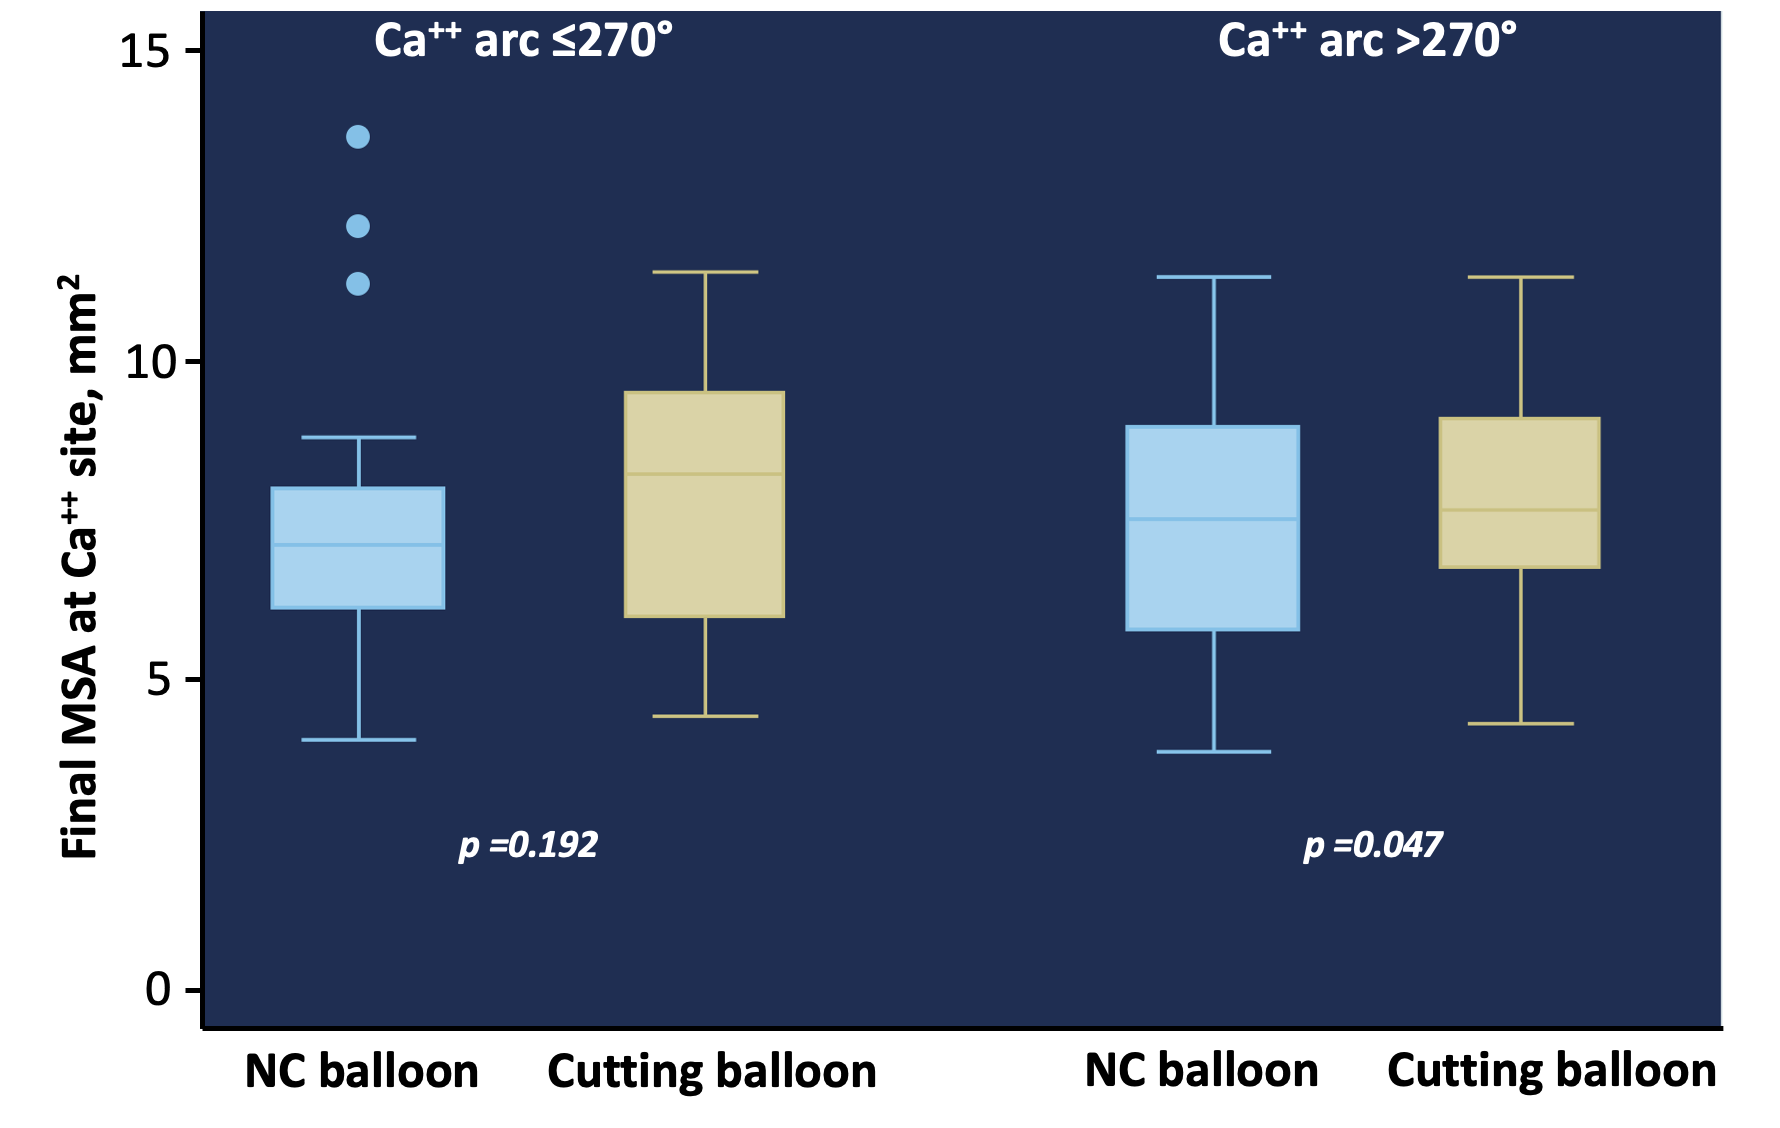 Ca⁺⁺ arc ≤270°
Ca⁺⁺ arc >270°
15
10
5
0
Final MSA at Ca⁺⁺ site, mm²
p =0.192
p =0.047
NC balloon
Cutting balloon
NC balloon
Cutting balloon